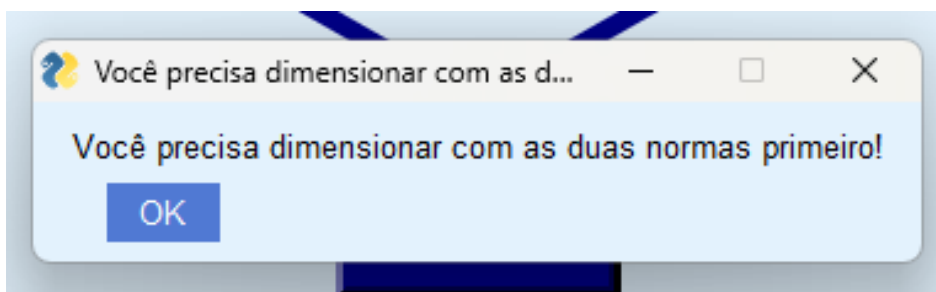 Você precisa dimensionar com as d...
Você precisa dimensionar com as duas normas primeiro!
OK